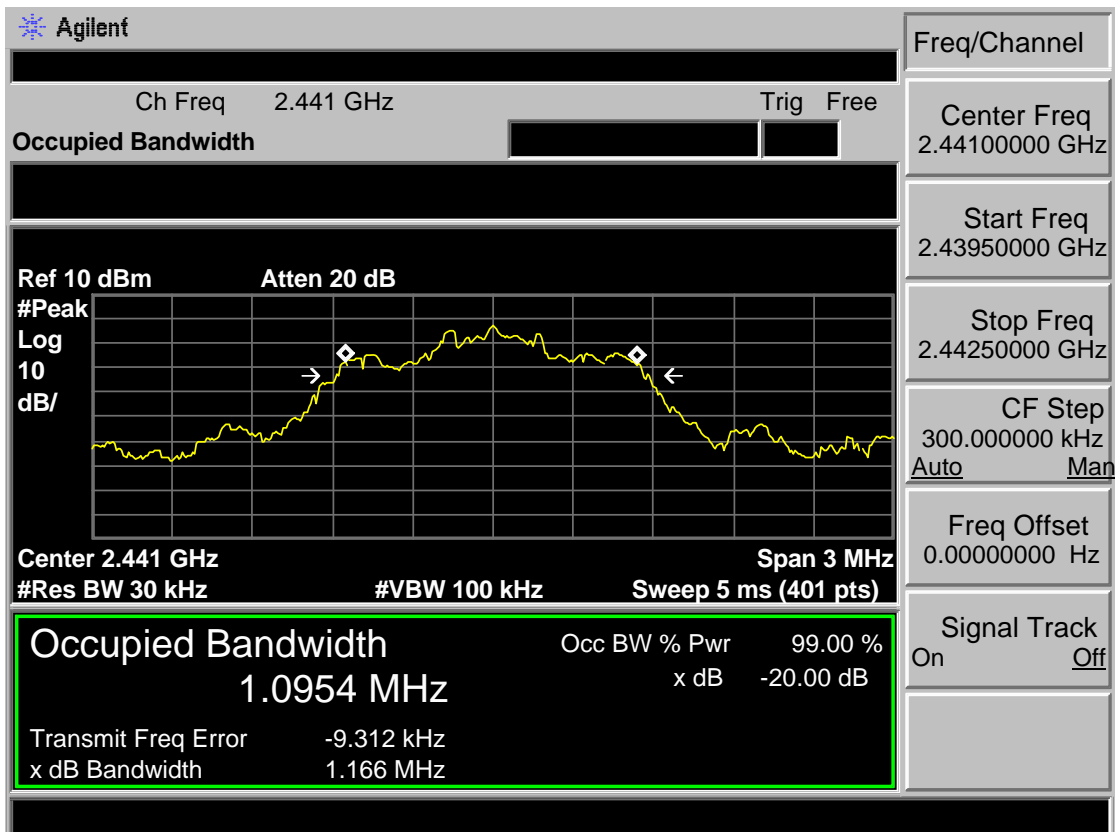 Agilent
Freq/Channel
Ch Freq 2.441 GHz Trig Free
Occupied Bandwidth
Center Freq
2.44100000 GHz
Start Freq
2.43950000 GHz
Stop Freq
2.44250000 GHz
CF Step
300.000000 kHz
Auto Man
Freq Offset
0.00000000 Hz
Signal Track
On Off
Ref 10 dBm Atten 20 dB
#Peak
Log
10
dB/
Center 2.441 GHz Span 3 MHz
#Res BW 30 kHz #VBW 100 kHz Sweep 5 ms (401 pts)
Occupied Bandwidth Occ BW % Pwr 99.00 %
1.0954 MHz x dB -20.00 dB
Transmit Freq Error -9.312 kHz
x dB Bandwidth 1.166 MHz